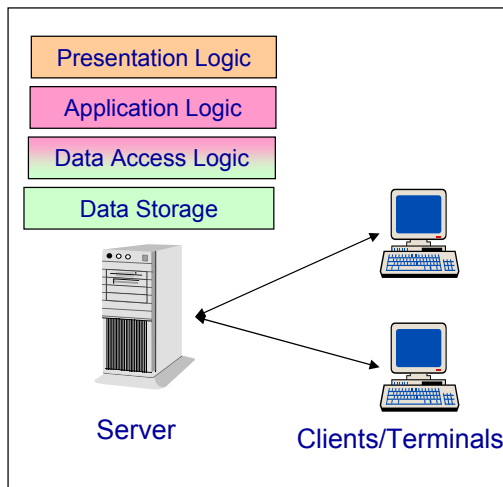 Presentation Logic
Application Logic
Data Access Logic
Data Storage
Server
Clients/Terminals